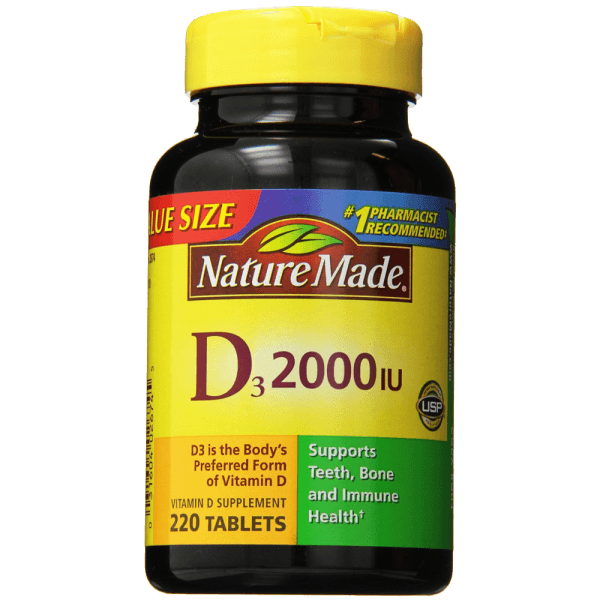 LUE SIZE
#1 PHARMACIST
RECOMMENDED‡
Nature Made®
D3 2000 IU
USP
D3 is the Body's
Preferred Form
of Vitamin D
VITAMIN D SUPPLEMENT
220 TABLETS
Supports
Teeth, Bone
and Immune
Health†